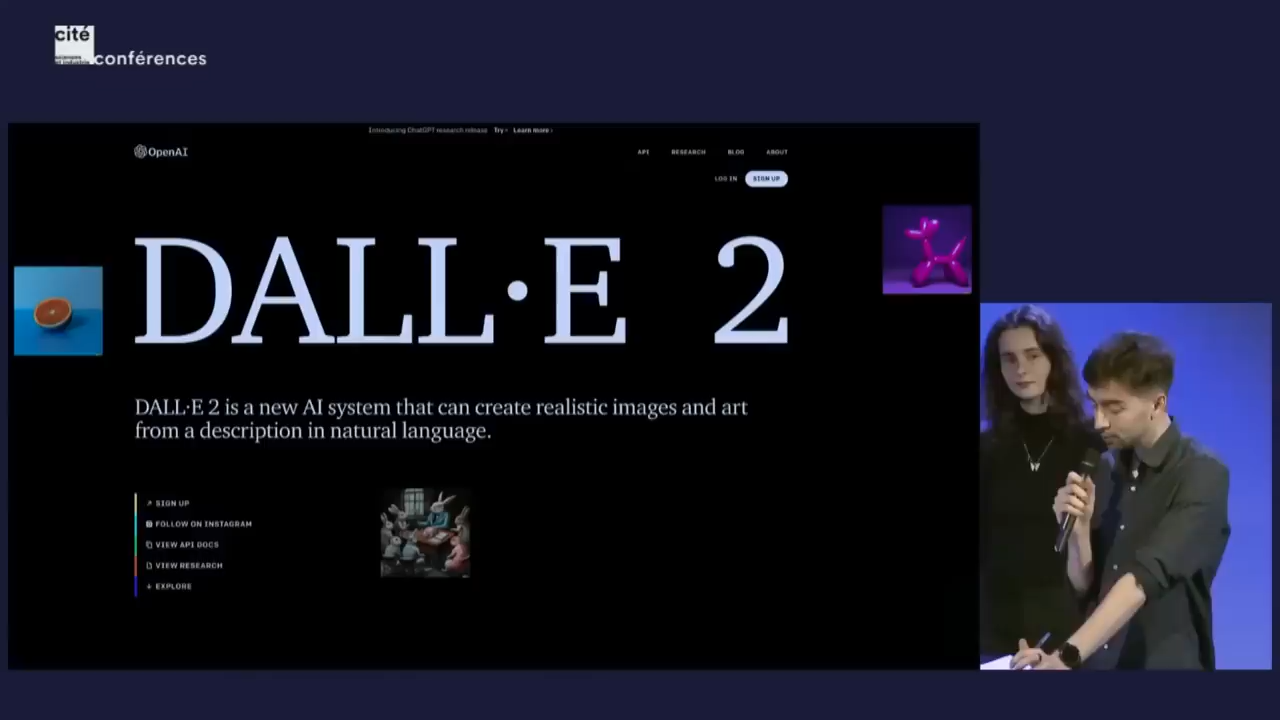 cité
conférences
Introducing ChatGPT research release Try Learn more
OpenAI
API RESEARCH BLOG ABOUT
LOG IN SIGN UP
DALL·E 2
DALL·E 2 is a new AI system that can create realistic images and art
from a description in natural language.
SIGN UP
FOLLOW ON INSTAGRAM
VIEW API DOCS
VIEW RESEARCH
EXPLORE